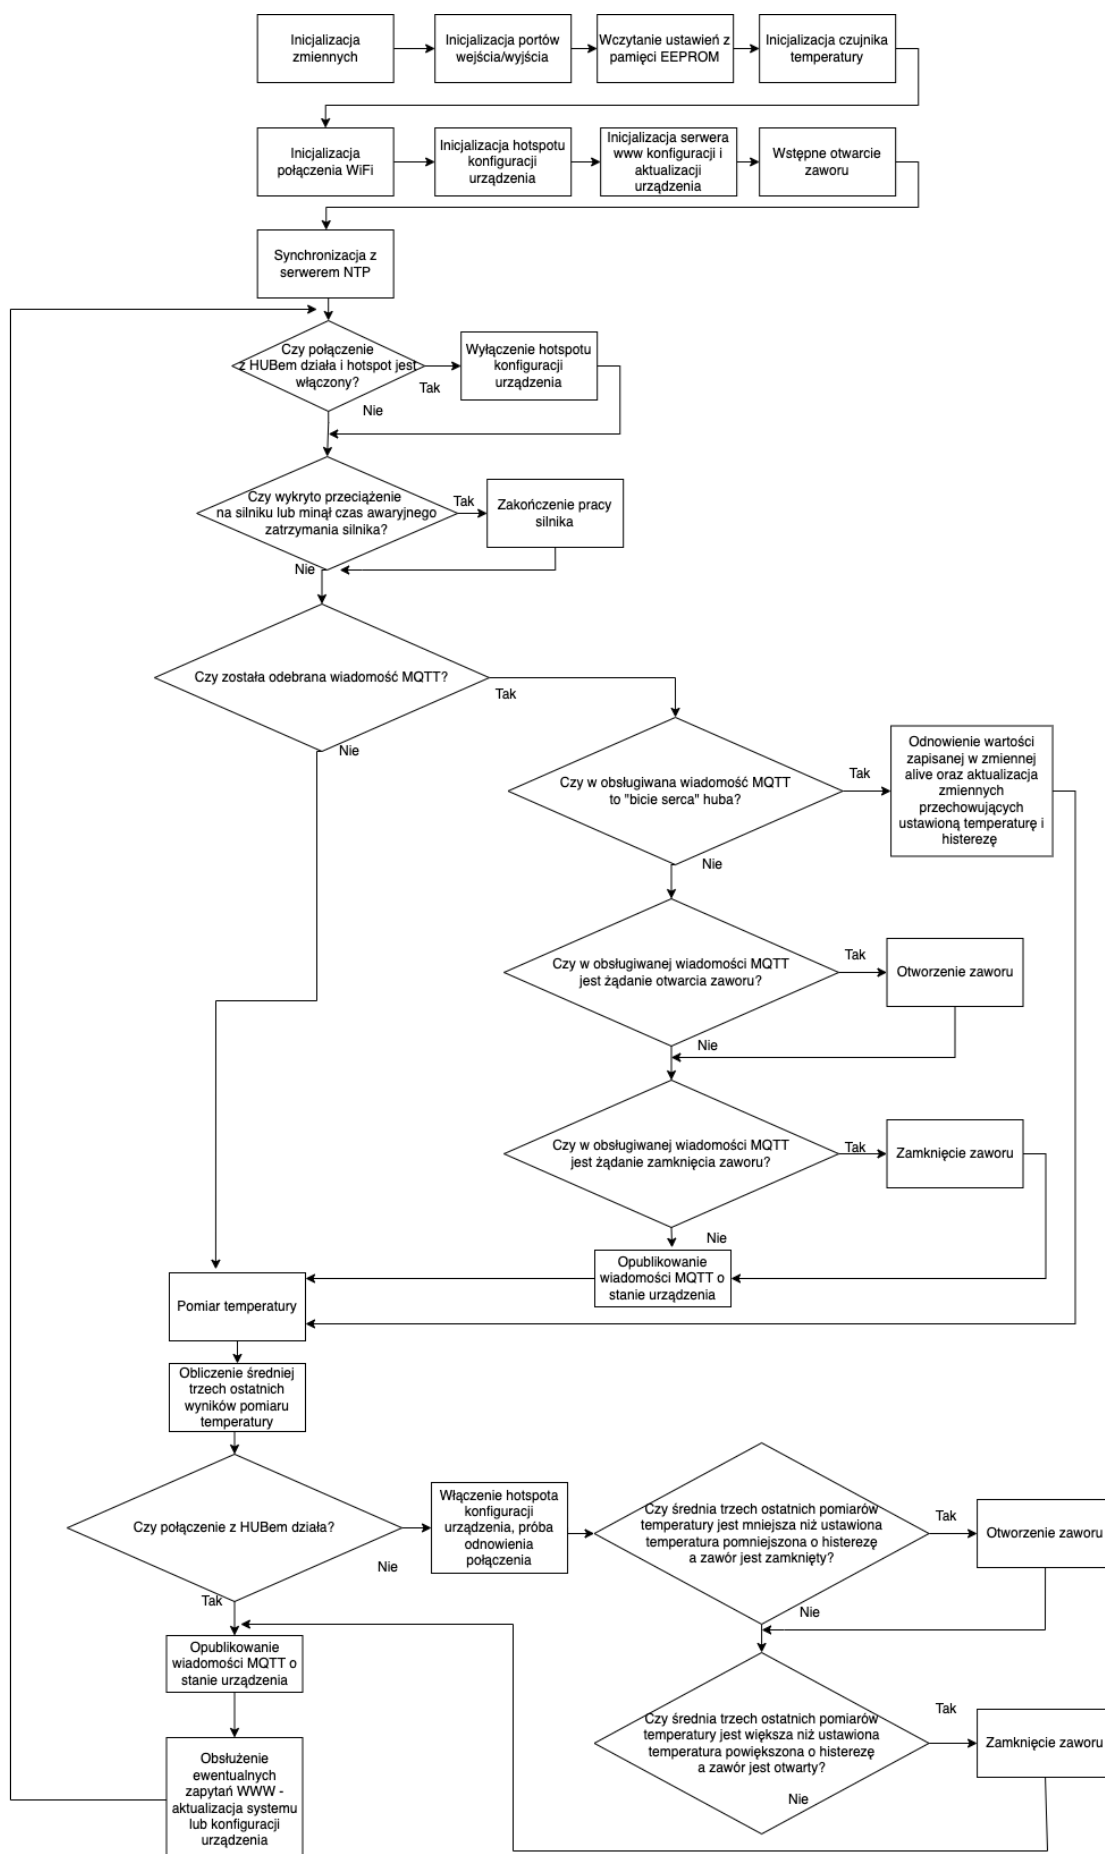 Inicjalizacja
zmiennych
Inicjalizacja portów
wejścia/wyjścia
Wczytanie ustawień z
pamięci EEPROM
Inicjalizacja czujnika
temperatury
Inicjalizacja
połączenia WiFi
Inicjalizacja hotspotu
konfiguracji
urządzenia
Inicjalizacja serwera
www konfiguracji i
aktualizacji
urządzenia
Wstępne otwarcie
zaworu
Synchronizacja z
serwerem NTP
Czy połączenie
z HUBem działa i hotspot jest
włączony?
Tak
Wyłączenie hotspotu
konfiguracji
urządzenia
Nie
Czy wykryto przeciążenie
na silniku lub minął czas awaryjnego
zatrzymania silnika?
Tak
Zakończenie pracy
silnika
Nie
Czy została odebrana wiadomość MQTT?
Tak
Nie
Czy w obsługiwana wiadomość MQTT
to "bicie serca" huba?
Tak
Odnowienie wartości
zapisanej w zmiennej
alive oraz aktualizacja
zmiennych
przechowujących
ustawioną temperaturę i
histerezę
Nie
Czy w obsługiwanej wiadomości MQTT
jest żądanie otwarcia zaworu?
Tak
Otworzenie zaworu
Nie
Czy w obsługiwanej wiadomości MQTT
jest żądanie zamknięcia zaworu?
Tak
Zamknięcie zaworu
Nie
Opublikowanie
wiadomości MQTT o
stanie urządzenia
Pomiar temperatury
Obliczenie średniej
trzech ostatnich
wyników pomiaru
temperatury
Czy połączenie z HUBem działa?
Nie
Włączenie hotspota
konfiguracji
urządzenia, próba
odnowienia
połączenia
Czy średnia trzech ostatnich pomiarów
temperatury jest mniejsza niż ustawiona
temperatura pomniejszona o histerezę
a zawór jest zamknięty?
Tak
Otworzenie zaworu
Nie
Tak
Opublikowanie
wiadomości MQTT o
stanie urządzenia
Czy średnia trzech ostatnich pomiarów
temperatury jest większa niż ustawiona
temperatura powiększona o histerezę
a zawór jest otwarty?
Tak
Zamknięcie zaworu
Nie
Obsłużenie
ewentualnych
zapytań WWW -
aktualizacja systemu
lub konfiguracji
urządzenia